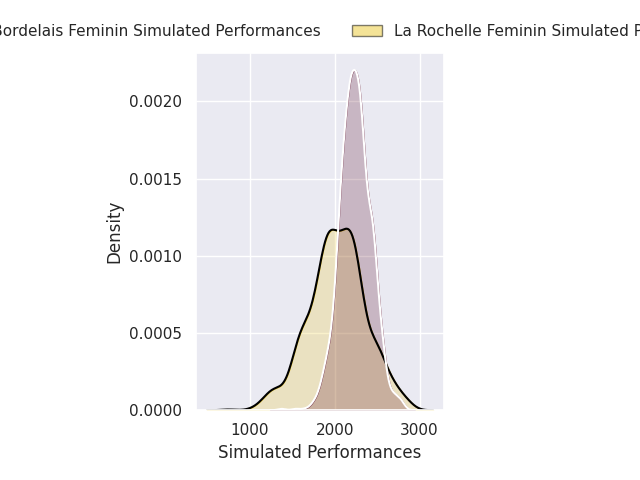 Bordelais Feminin Simulated Performances La Rochelle Feminin Simulated
0.0020
0.0015
0.0010
0.0005
0.0000
Density
1000 2000 3000
Simulated Performances